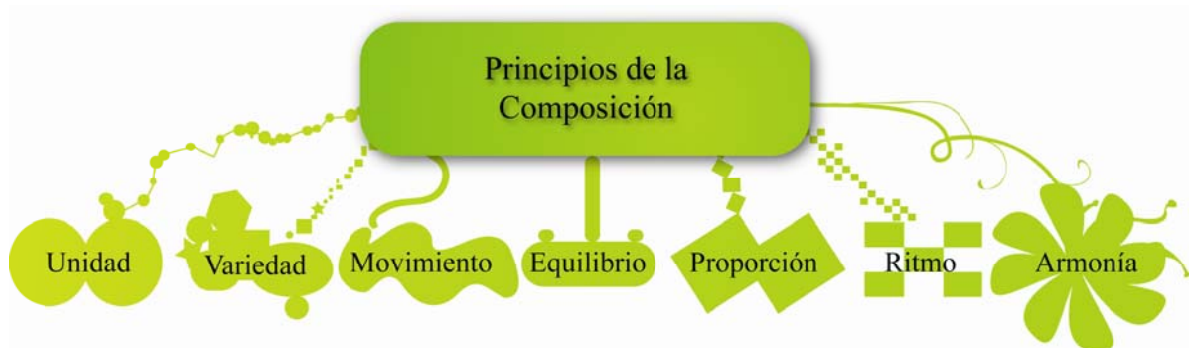 Principios de la
Composición
Unidad
Variedad
Movimiento
Equilibrio
Proporción
Ritmo
Armonía